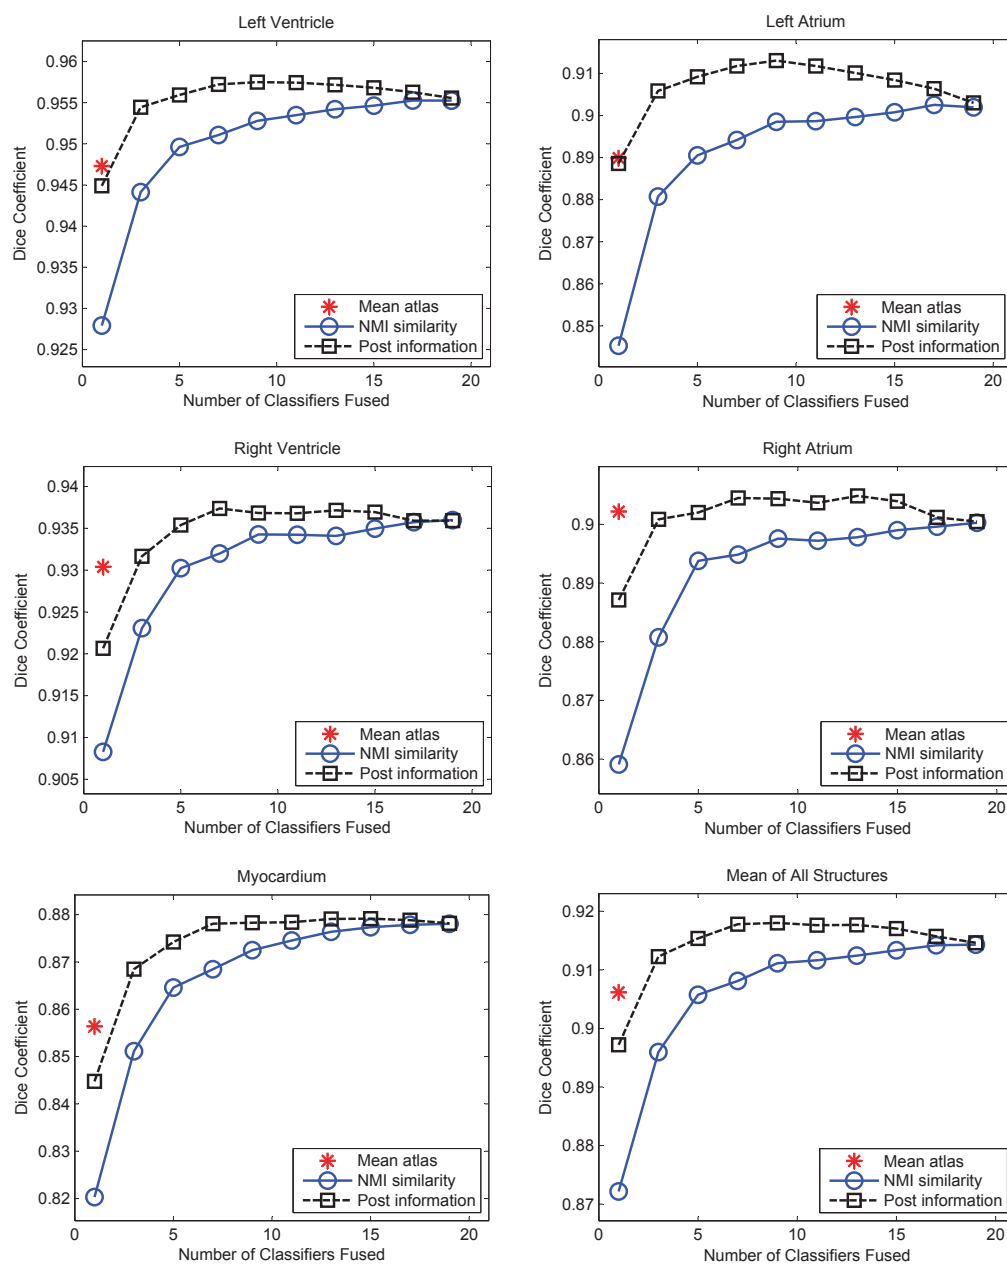 Left Ventricle
0.96
0.955
0.95
0.945
0.94
0.935
0.93
0.925
Dice Coefficient
0 5 10 15 20
Number of Classifiers Fused
Mean atlas
NMI similarity
Post information
Left Atrium
0.91
0.9
0.89
0.88
0.87
0.86
0.85
Dice Coefficient
0 5 10 15 20
Number of Classifiers Fused
Mean atlas
NMI similarity
Post information
Right Ventricle
0.94
0.935
0.93
0.925
0.92
0.915
0.91
0.905
Dice Coefficient
0 5 10 15 20
Number of Classifiers Fused
Mean atlas
NMI similarity
Post information
Right Atrium
0.9
0.89
0.88
0.87
0.86
Dice Coefficient
0 5 10 15 20
Number of Classifiers Fused
Mean atlas
NMI similarity
Post information
Myocardium
0.88
0.87
0.86
0.85
0.84
0.83
0.82
Dice Coefficient
0 5 10 15 20
Number of Classifiers Fused
Mean atlas
NMI similarity
Post information
Mean of All Structures
0.92
0.91
0.9
0.89
0.88
0.87
Dice Coefficient
0 5 10 15 20
Number of Classifiers Fused
Mean atlas
NMI similarity
Post information